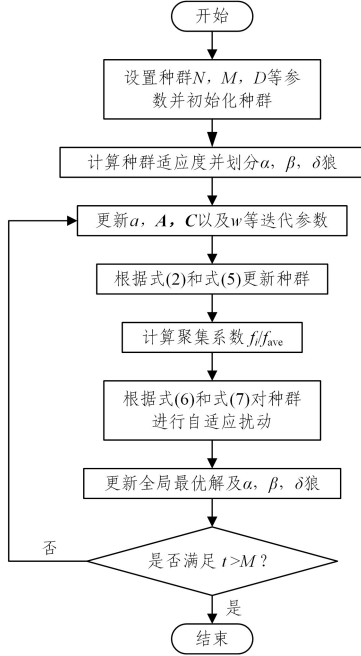 开始
设置种群N，M，D等参
数并初始化种群
计算种群适应度并划分α，β，δ狼
更新a，A，C以及w等迭代参数
根据式(2)和式(5)更新种群
计算聚集系数 fᵢ/fave
根据式(6)和式(7)对种群
进行自适应扰动
更新全局最优解及α，β，δ狼
否
是否满足 t >M？
是
结束